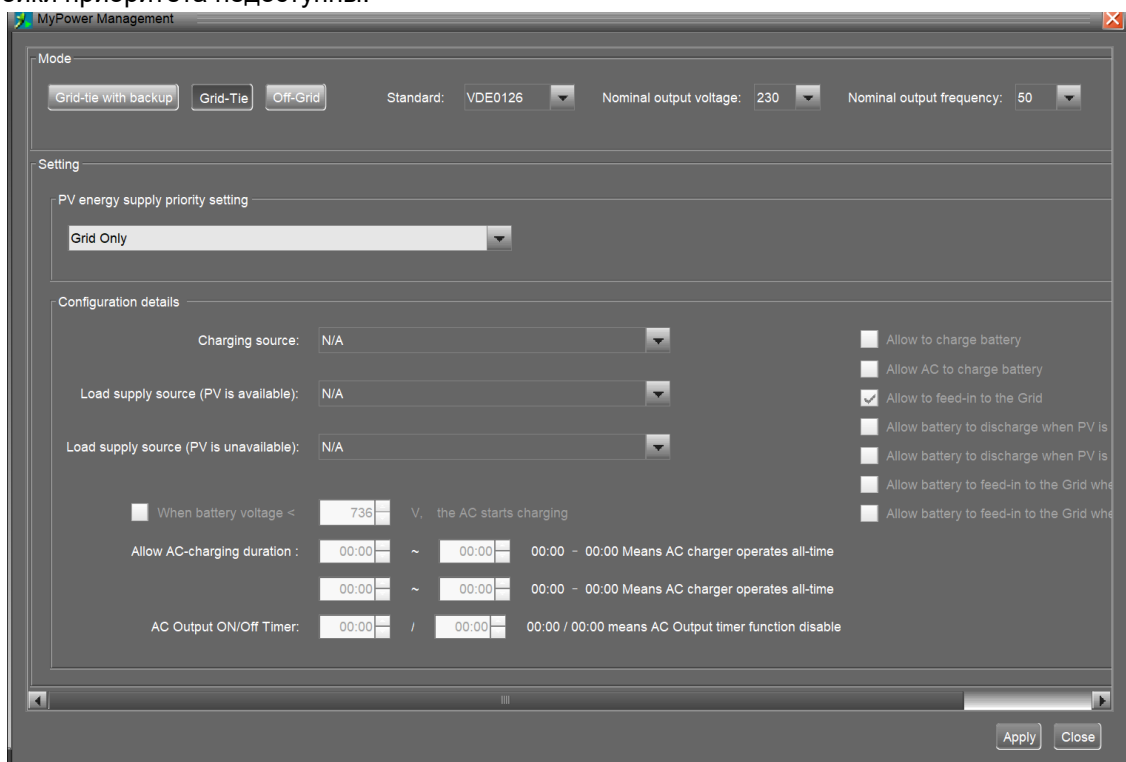 ройки приоритета недоступны.
MyPower Management
Mode
Grid-tie with backup Grid-Tie Off-Grid Standard: VDE0126 Nominal output voltage: 230 Nominal output frequency: 50
Setting
PV energy supply priority setting
Grid Only
Configuration details
Charging source: N/A
Allow to charge battery
Allow AC to charge battery
Load supply source (PV is available): N/A
Allow to feed-in to the Grid
Allow battery to discharge when PV is
Load supply source (PV is unavailable): N/A
Allow battery to discharge when PV is
Allow battery to feed-in to the Grid whe
When battery voltage < 736 V, the AC starts charging
Allow battery to feed-in to the Grid whe
Allow AC-charging duration : 00:00 ~ 00:00 00:00 - 00:00 Means AC charger operates all-time
00:00 ~ 00:00 00:00 - 00:00 Means AC charger operates all-time
AC Output ON/Off Timer: 00:00 / 00:00 00:00 / 00:00 means AC Output timer function disable
Apply Close